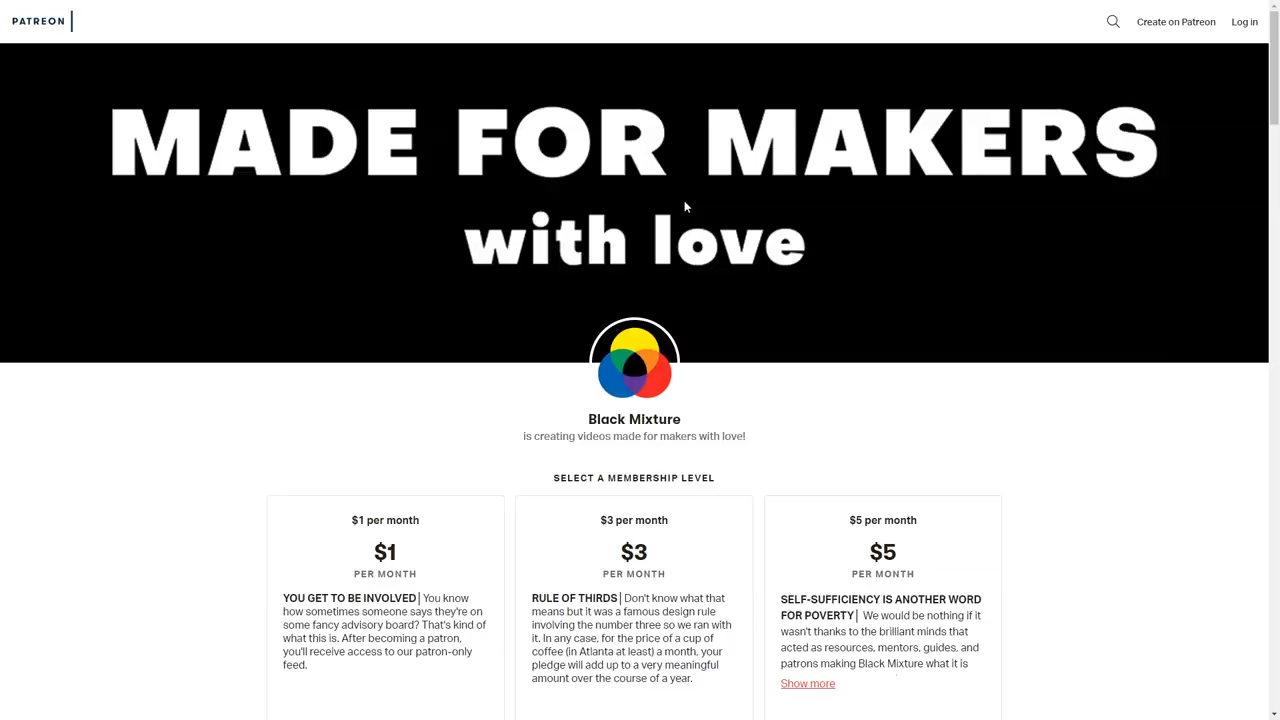 PATREON
Create on Patreon
Log in
MADE FOR MAKERS
with love
Black Mixture
is creating videos made for makers with love!
SELECT A MEMBERSHIP LEVEL
$1 per month
$1
PER MONTH
YOU GET TO BE INVOLVED│You know
how sometimes someone says they're on
some fancy advisory board? That's kind of
what this is. After becoming a patron,
you'll receive access to our patron-only
feed.
$3 per month
$3
PER MONTH
RULE OF THIRDS│Don't know what that
means but it was a famous design rule
involving the number three so we ran with
it. In any case, for the price of a cup of
coffee (in Atlanta at least) a month, your
pledge will add up to a very meaningful
amount over the course of a year.
$5 per month
$5
PER MONTH
SELF-SUFFICIENCY IS ANOTHER WORD
FOR POVERTY│ We would be nothing if it
wasn't thanks to the brilliant minds that
acted as resources, mentors, guides, and
patrons making Black Mixture what it is
Show more